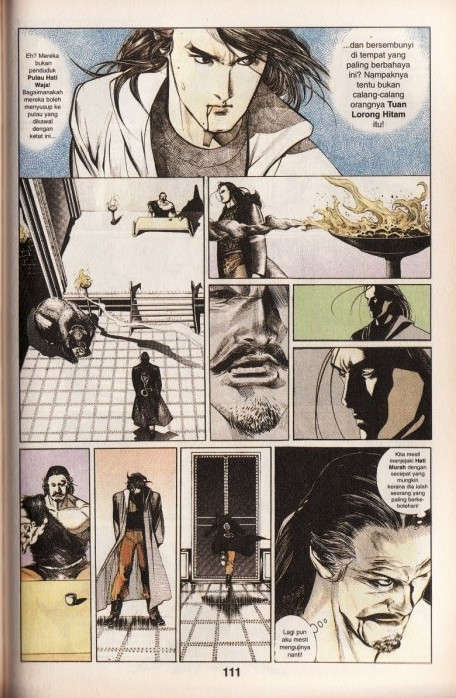 Eh? Mereka
bukan
penduduk
Pulau Hati
Waja!
Bagaimanakah
mereka boleh
menyusup ke
pulau yang
dikawal
dengan
ketat ini...
...dan bersembunyi
di tempat yang
paling berbahaya
ini? Nampaknya
tentu bukan
calang-calang
orangnya Tuan
Lorong Hitam
itu!
Kita mesti
menjejaki Hati
Murah dengan
secepat yang
mungkin
kerana dia ialah
seorang yang
paling berke-
bolehan!
Lagi pun
aku mesti
mengujinya
nanti!
111